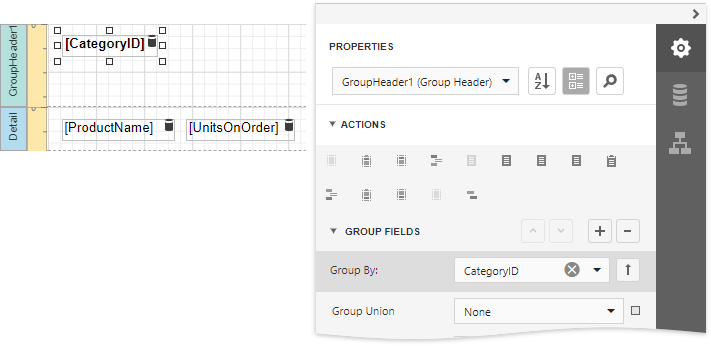 GroupHeader1
[CategoryID]
Detail
[ProductName]
[UnitsOnOrder]
PROPERTIES
GroupHeader1 (Group Header)
A
Z
ACTIONS
GROUP FIELDS
Group By:
CategoryID
Group Union
None